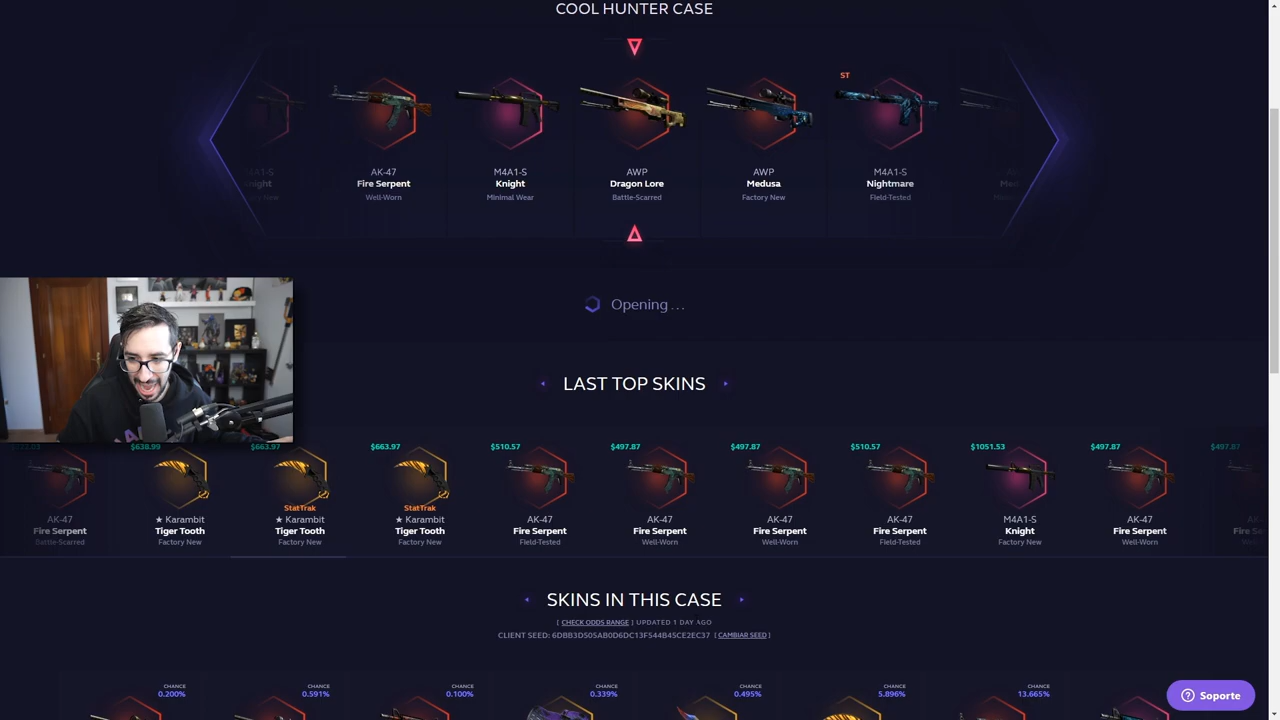 COOL HUNTER CASE
ST
M4A1-S
AK-47
M4A1-S
AWP
AWP
M4A1-S
Knight
Fire Serpent
Knight
Dragon Lore
Medusa
Nightmare
Well-Worn
Minimal Wear
Battle-Scarred
Factory New
Field-Tested
Opening ...
LAST TOP SKINS
$638.99
$663.97
$663.97
$510.57
$497.87
$497.87
$510.57
$1051.53
$497.87
$497.87
StatTrak
StatTrak
AK-47
★ Karambit
★ Karambit
★ Karambit
AK-47
AK-47
AK-47
AK-47
M4A1-S
AK-47
Fire Serpent
Tiger Tooth
Tiger Tooth
Tiger Tooth
Fire Serpent
Fire Serpent
Fire Serpent
Fire Serpent
Knight
Fire Serpent
Battle-Scarred
Factory New
Factory New
Factory New
Field-Tested
Well-Worn
Well-Worn
Field-Tested
Factory New
Well-Worn
SKINS IN THIS CASE
[ CHECK ODDS RANGE ] UPDATED 1 DAY AGO
CLIENT SEED: 6DBB3D505AB0D6DC13F544B45CE2EC37 [ CAMBIAR SEED ]
CHANCE
CHANCE
CHANCE
CHANCE
CHANCE
CHANCE
CHANCE
CHANCE
0.200%
0.591%
0.100%
0.339%
0.495%
5.896%
13.665%
Soporte